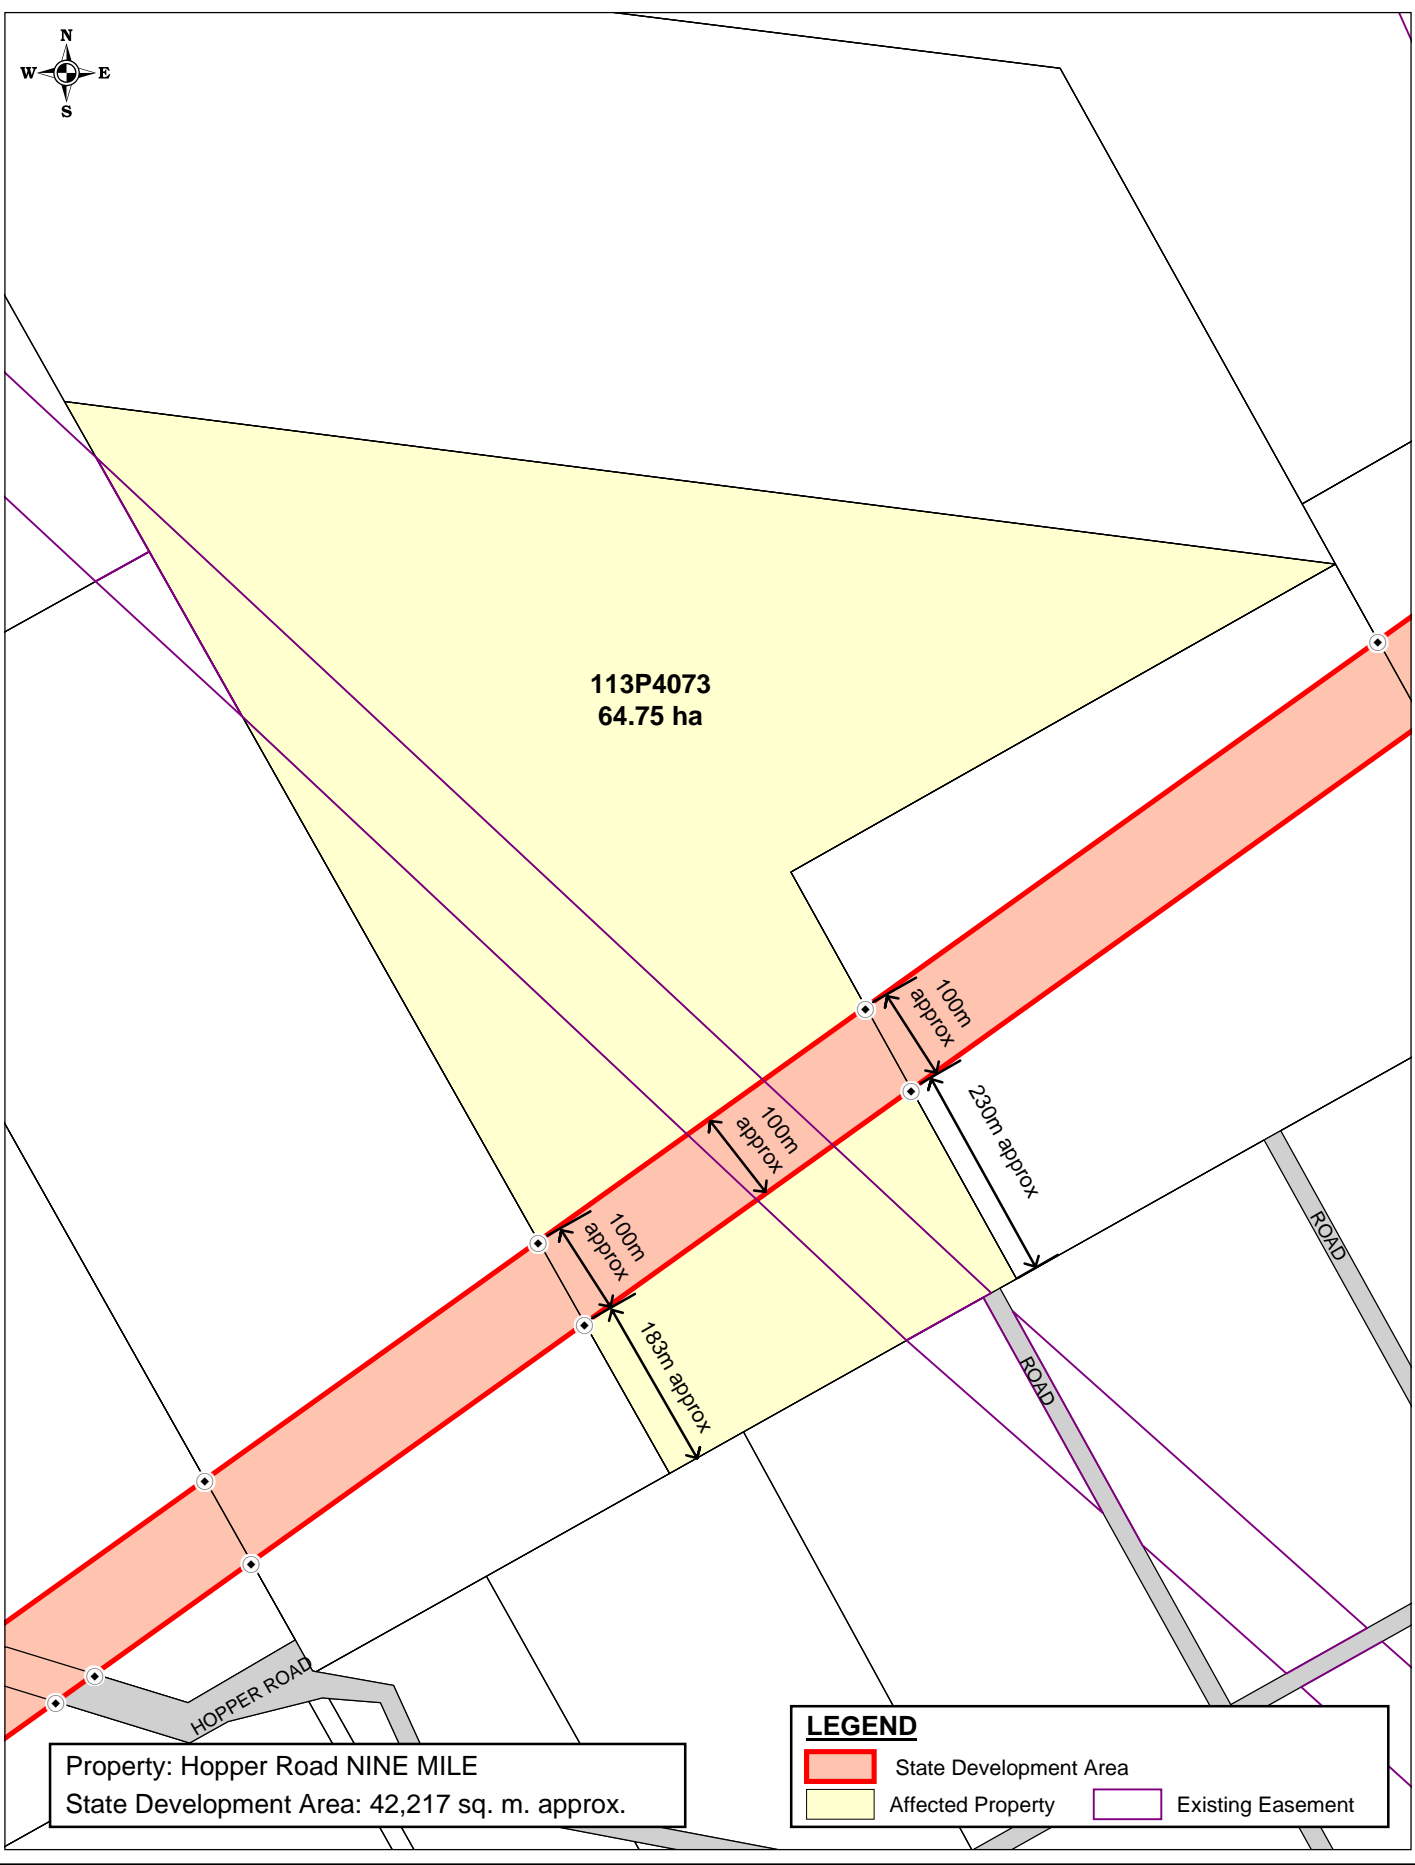 N
W E
S
113P4073
64.75 ha
100m
approx
230m approx
100m
approx
100m
approx
183m approx
ROAD
ROAD
HOPPER ROAD
Property: Hopper Road NINE MILE
State Development Area: 42,217 sq. m. approx.
LEGEND
State Development Area
Affected Property
Existing Easement